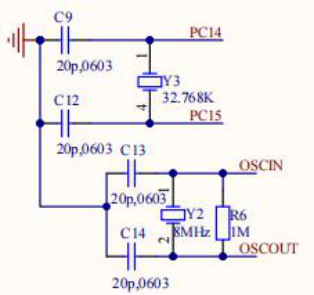 C9
PC14
20p,0603
1
Y3
32.768K
C12
4
PC15
20p,0603
C13
OSCIN
20p,0603
1
Y2
R6
8MHz
1M
C14
2
OSCOUT
20p,0603